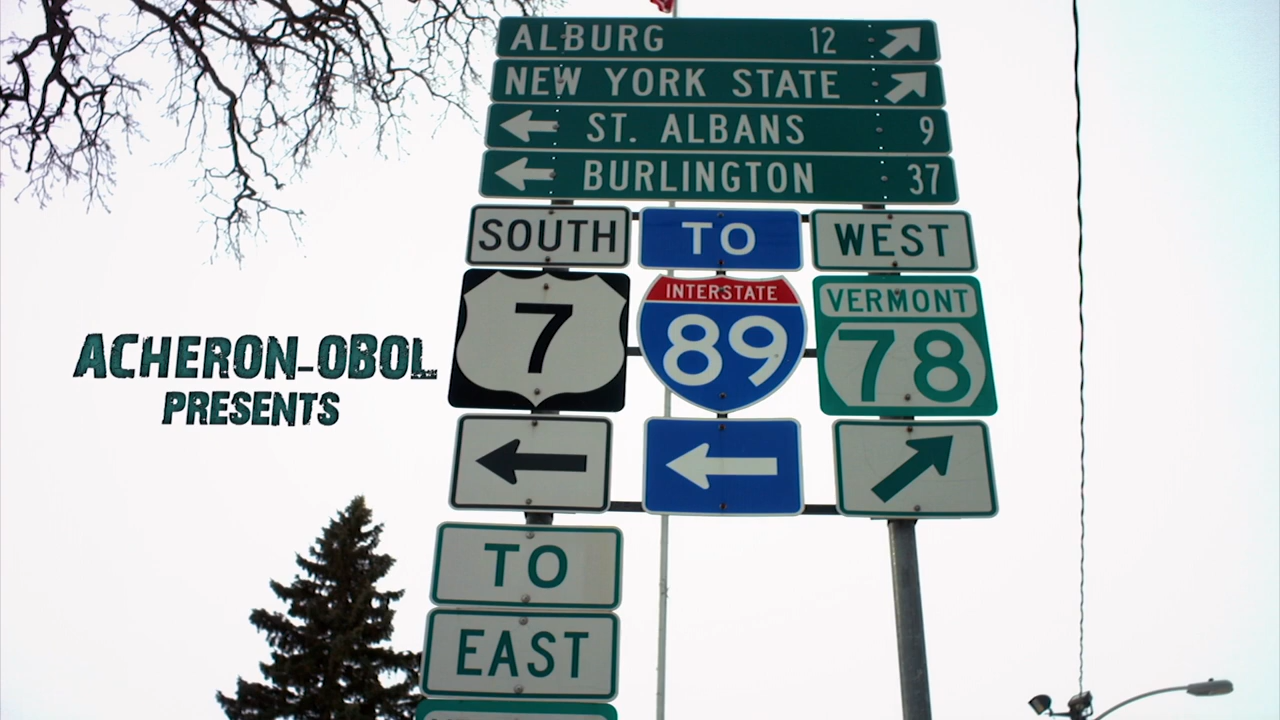 ALBURG 12
NEW YORK STATE
ST. ALBANS 9
BURLINGTON 37
SOUTH TO WEST
INTERSTATE VERMONT
7 89 78
ACHERON-OBOL
PRESENTS
TO
EAST